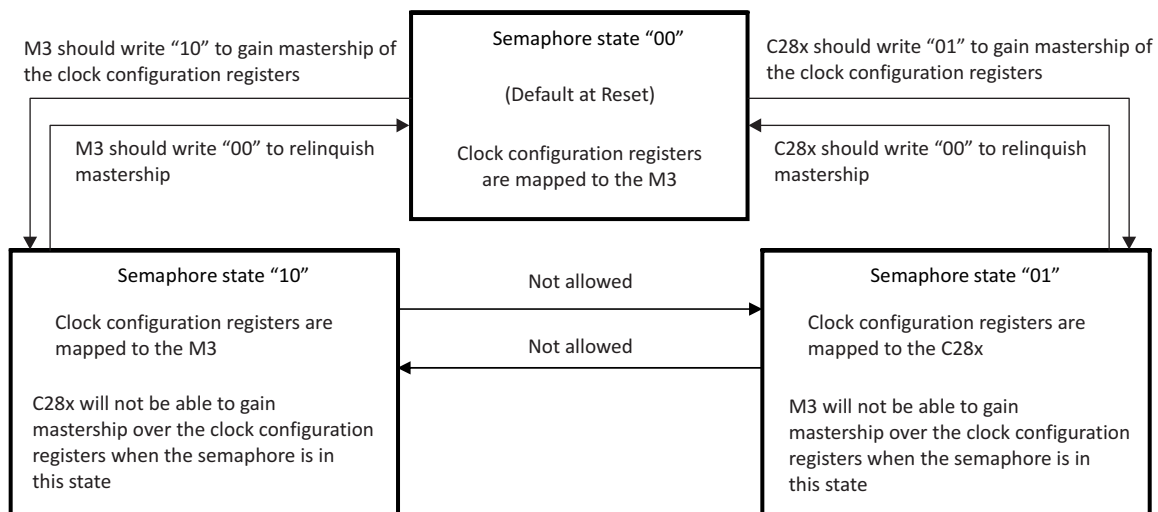 M3 should write “10” to gain mastership of
the clock configuration registers
Semaphore state “00”
(Default at Reset)
Clock configuration registers
are mapped to the M3
C28x should write “01” to gain mastership of
the clock configuration registers
M3 should write “00” to relinquish
mastership
C28x should write “00” to relinquish
mastership
Semaphore state “10”
Clock configuration registers are
mapped to the M3
C28x will not be able to gain
mastership over the clock configuration
registers when the semaphore is in
this state
Not allowed
Not allowed
Semaphore state “01”
Clock configuration registers are
mapped to the C28x
M3 will not be able to gain
mastership over the clock configuration
registers when the semaphore is in
this state